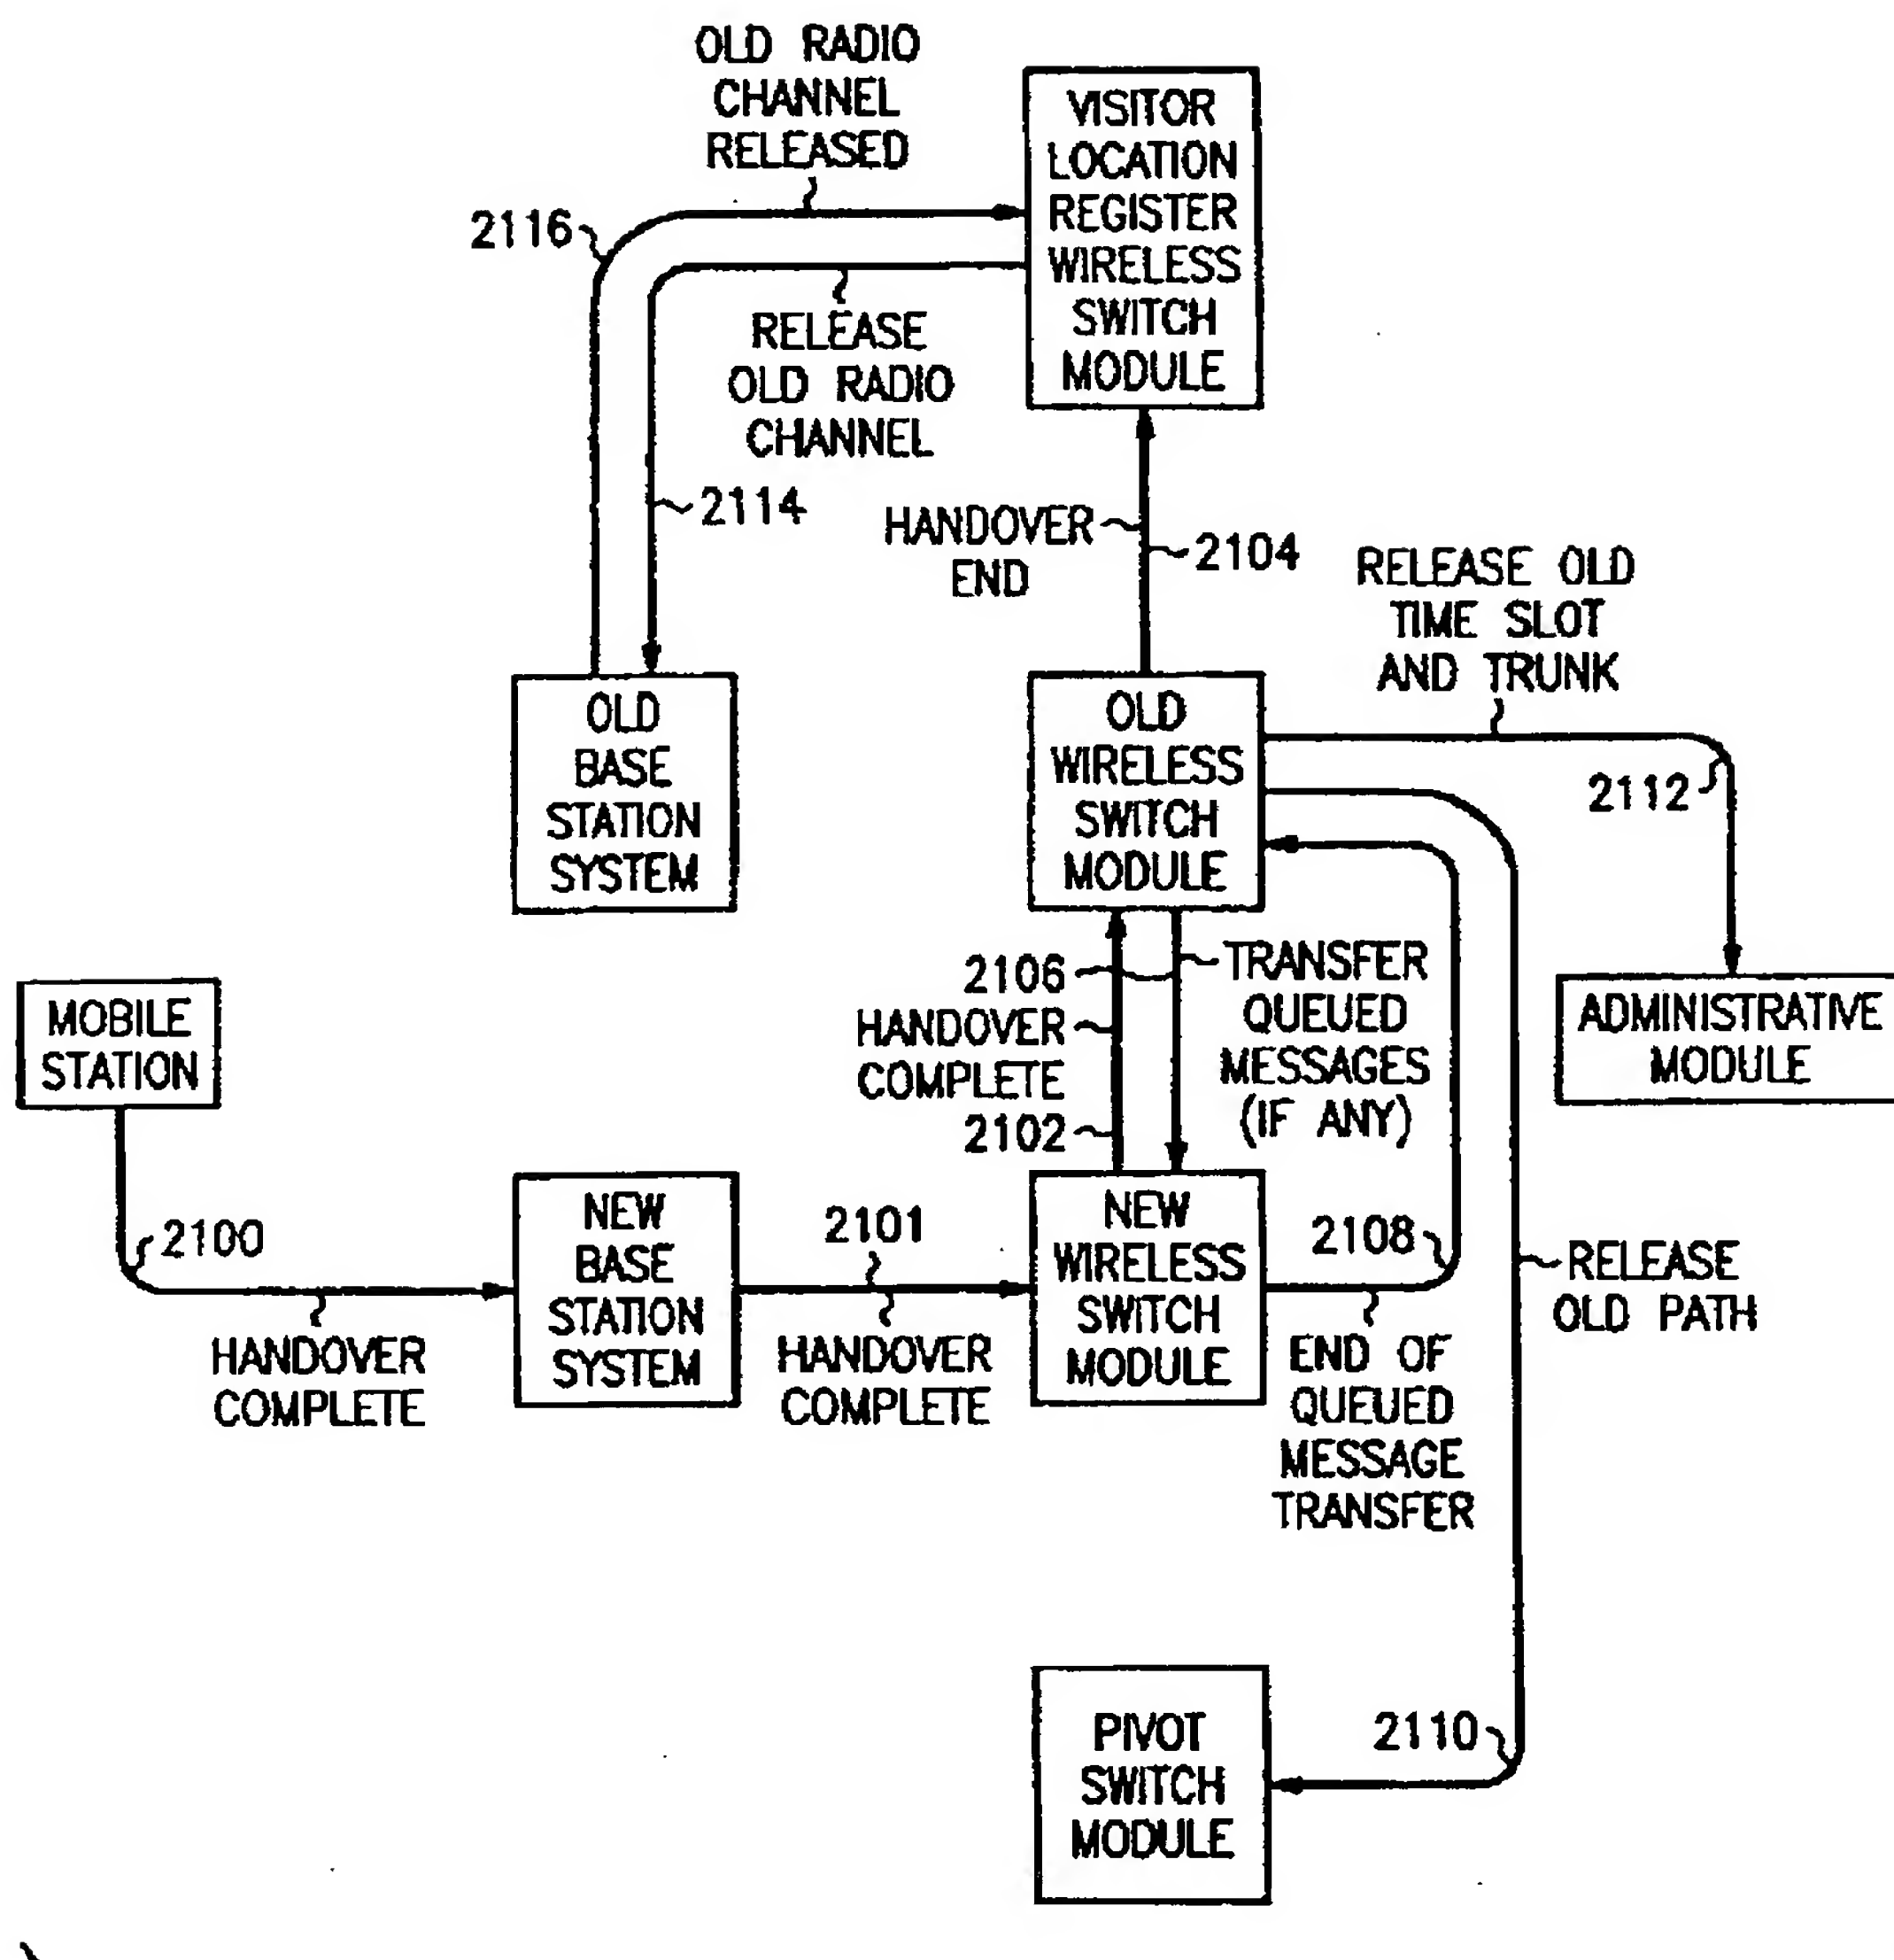 OLD RADIO
CHANNEL
RELEASED
2116
VISITOR
LOCATION
REGISTER
WIRELESS
SWITCH
MODULE
RELEASE
OLD RADIO
CHANNEL
2114
HANDOVER
END
2104
RELEASE OLD
TIME SLOT
AND TRUNK
OLD
BASE
STATION
SYSTEM
OLD
WIRELESS
SWITCH
MODULE
2112
2106
HANDOVER
COMPLETE
2102
TRANSFER
QUEUED
MESSAGES
(IF ANY)
ADMINISTRATIVE
MODULE
MOBILE
STATION
2100
HANDOVER
COMPLETE
NEW
BASE
STATION
SYSTEM
2101
HANDOVER
COMPLETE
NEW
WIRELESS
SWITCH
MODULE
2108
END OF
QUEUED
MESSAGE
TRANSFER
RELEASE
OLD PATH
PIVOT
SWITCH
MODULE
2110